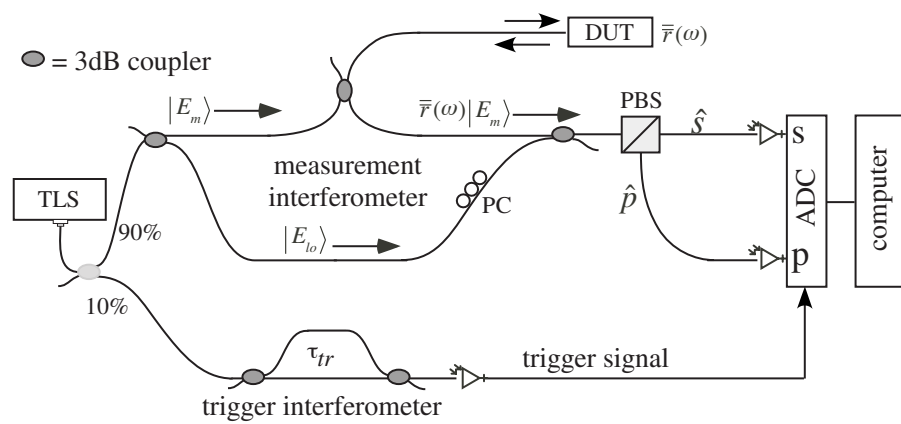 DUT
r̿(ω)
= 3dB coupler
|E_m⟩
r̿(ω)|E_m⟩
PBS
ŝ
s
measurement
interferometer
PC
p̂
p
ADC
computer
TLS
90%
|E_lo⟩
10%
τ_tr
trigger signal
trigger interferometer